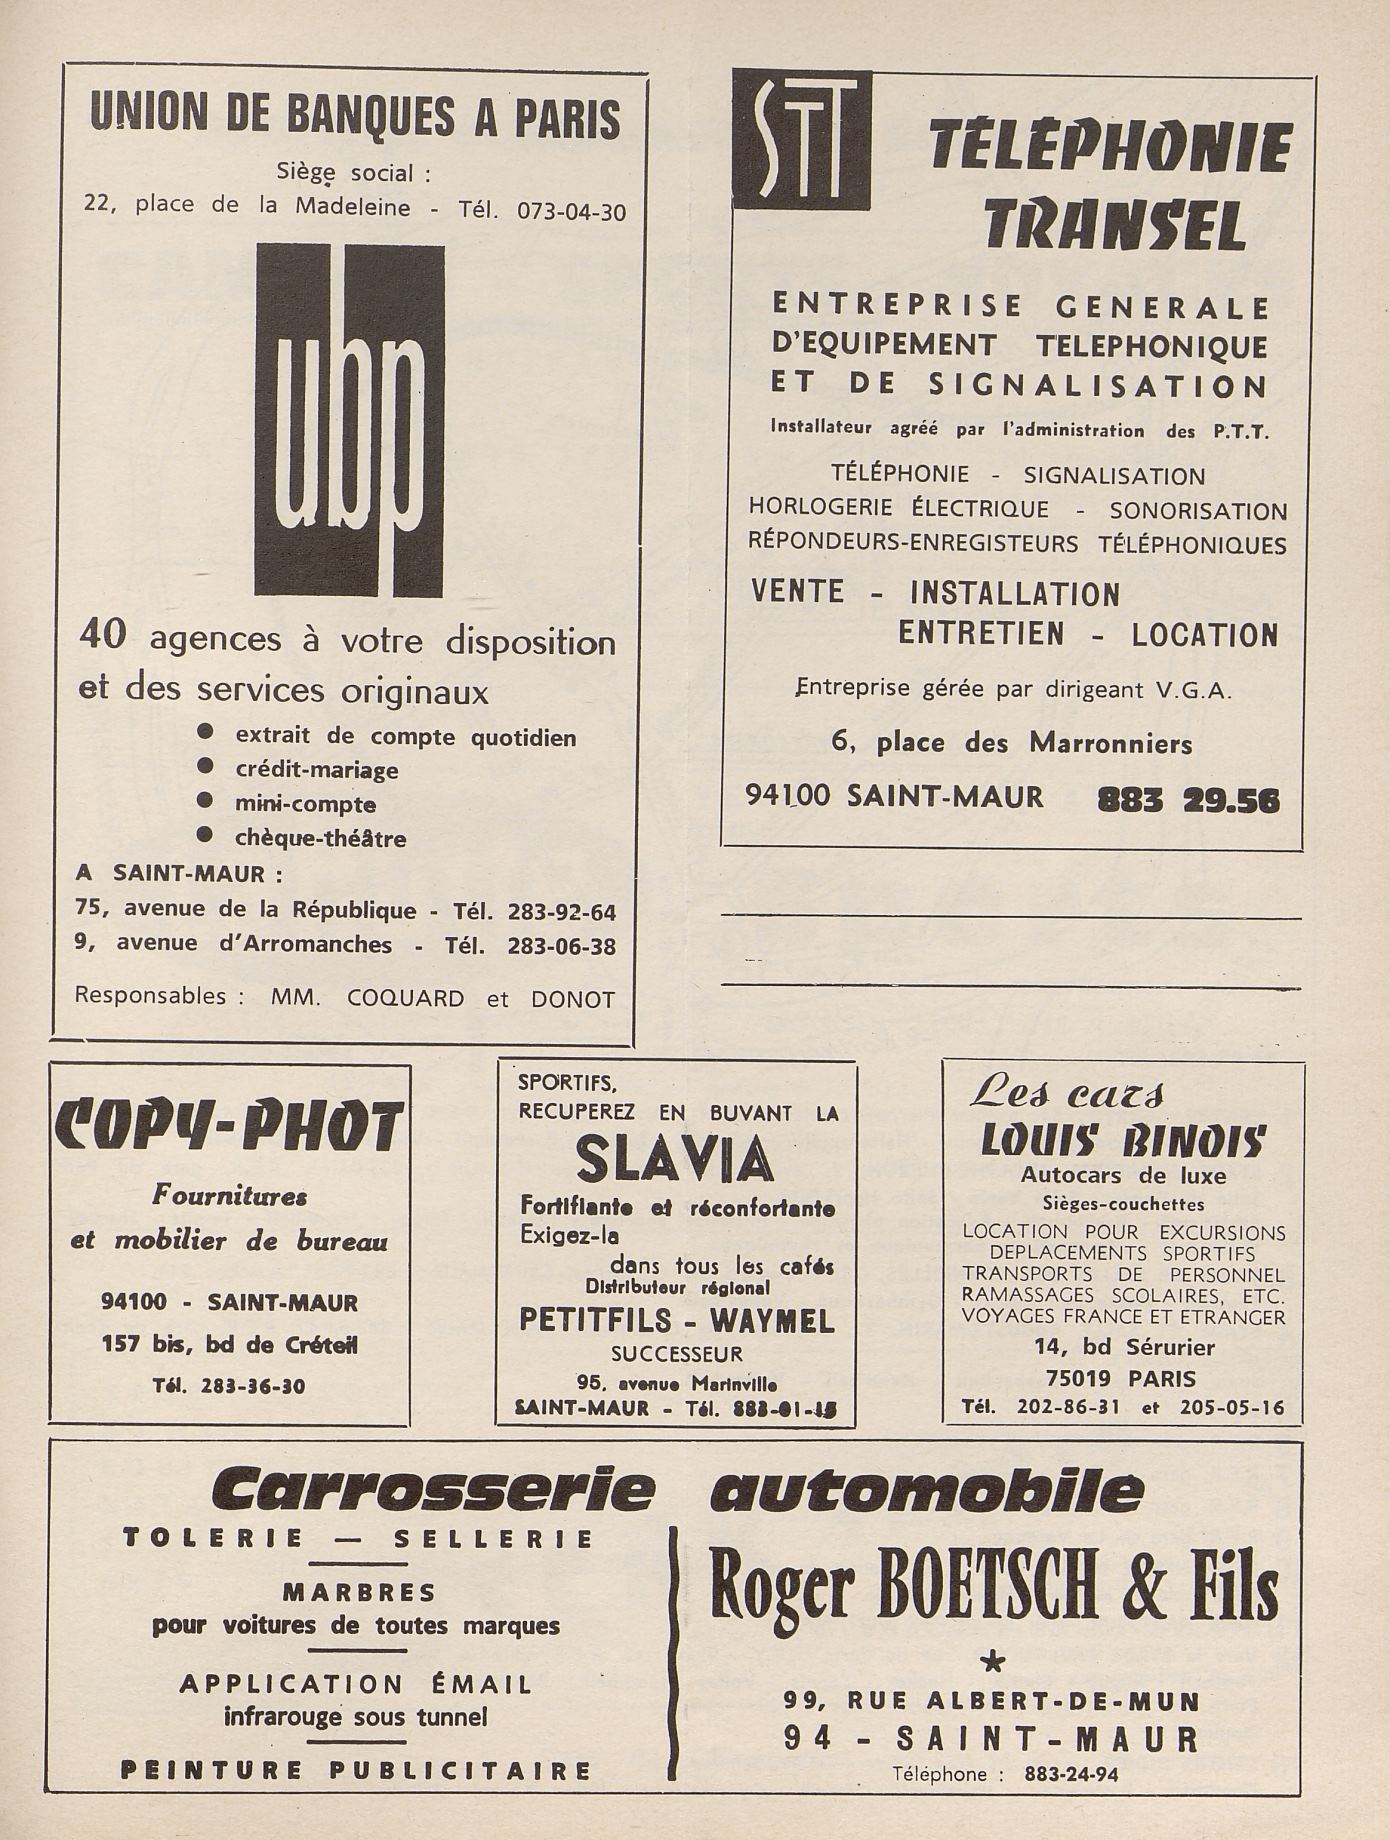 UNION DE BANQUES A PARIS
Siège social :
22, place de la Madeleine - Tél. 073-04-30
ubp
40 agences à votre disposition
et des services originaux
● extrait de compte quotidien
● crédit-mariage
● mini-compte
● chèque-théâtre
A SAINT-MAUR :
75, avenue de la République - Tél. 283-92-64
9, avenue d'Arromanches - Tél. 283-06-38
Responsables : MM. COQUARD et DONOT
STT
TÉLÉPHONIE
TRANSEL
ENTREPRISE GENERALE
D'EQUIPEMENT TELEPHONIQUE
ET DE SIGNALISATION
Installateur agréé par l'administration des P.T.T.
TÉLÉPHONIE - SIGNALISATION
HORLOGERIE ÉLECTRIQUE - SONORISATION
RÉPONDEURS-ENREGISTEURS TÉLÉPHONIQUES
VENTE - INSTALLATION
ENTRETIEN - LOCATION
Entreprise gérée par dirigeant V.G.A.
6, place des Marronniers
94100 SAINT-MAUR 883 29.56
COPY-PHOT
Fournitures
et mobilier de bureau
94100 - SAINT-MAUR
157 bis, bd de Créteil
Tél. 283-36-30
SPORTIFS,
RECUPEREZ EN BUVANT LA
SLAVIA
Fortifiante et réconfortante
Exigez-la
dans tous les cafés
Distributeur régional
PETITFILS - WAYMEL
SUCCESSEUR
95, avenue Marinville
SAINT-MAUR - Tél.
Les cars
LOUIS BINOIS
Autocars de luxe
Sièges-couchettes
LOCATION POUR EXCURSIONS
DEPLACEMENTS SPORTIFS
TRANSPORTS DE PERSONNEL
RAMASSAGES SCOLAIRES, ETC.
VOYAGES FRANCE ET ETRANGER
14, bd Sérurier
75019 PARIS
Tél. 202-86-31 et 205-05-16
Carrosserie automobile
TOLERIE — SELLERIE
MARBRES
pour voitures de toutes marques
APPLICATION ÉMAIL
infrarouge sous tunnel
PEINTURE PUBLICITAIRE
Roger BOETSCH & Fils
★
99, RUE ALBERT-DE-MUN
94 - SAINT-MAUR
Téléphone : 883-24-94